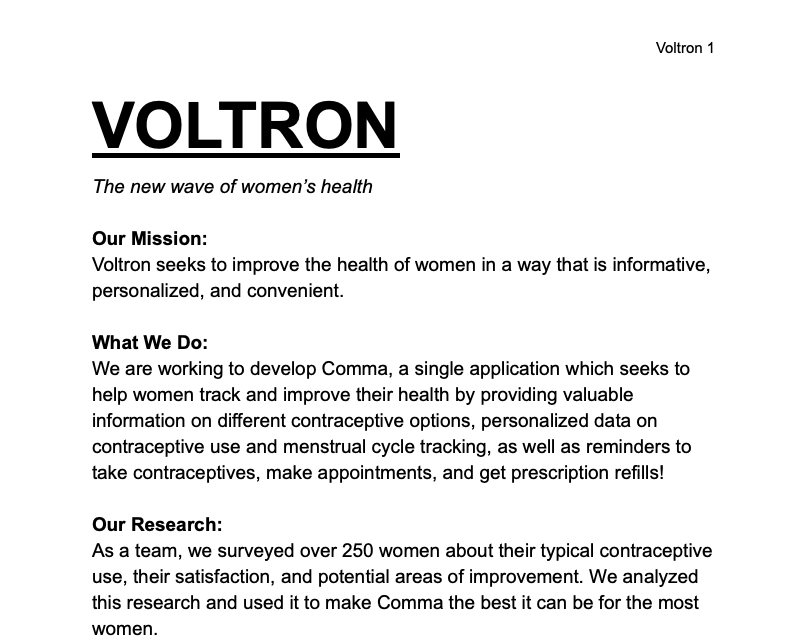 Voltron 1
VOLTRON
The new wave of women’s health
Our Mission:
Voltron seeks to improve the health of women in a way that is informative,
personalized, and convenient.
What We Do:
We are working to develop Comma, a single application which seeks to
help women track and improve their health by providing valuable
information on different contraceptive options, personalized data on
contraceptive use and menstrual cycle tracking, as well as reminders to
take contraceptives, make appointments, and get prescription refills!
Our Research:
As a team, we surveyed over 250 women about their typical contraceptive
use, their satisfaction, and potential areas of improvement. We analyzed
this research and used it to make Comma the best it can be for the most
women.